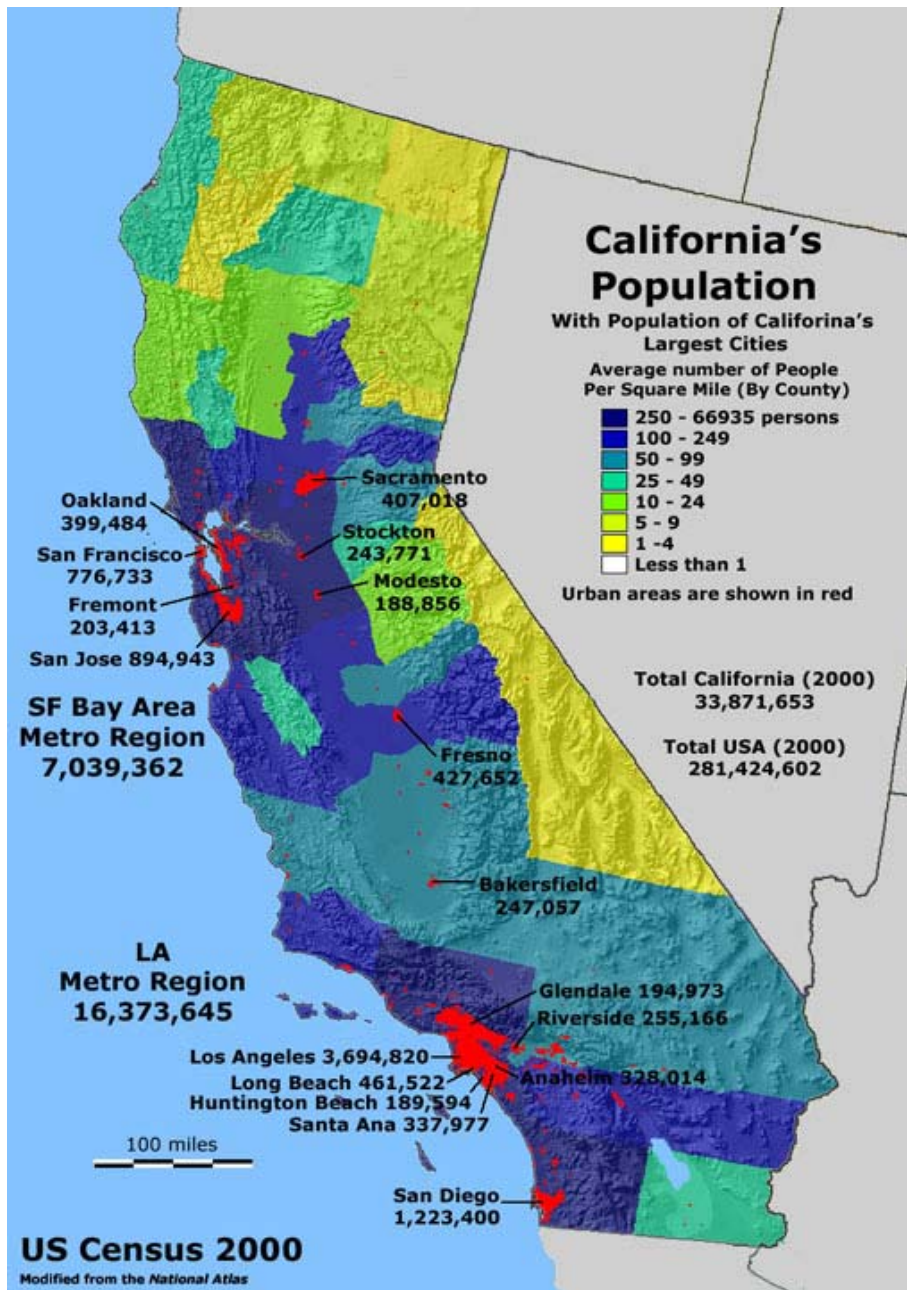 California's
Population
With Population of Califorina's
Largest Cities
Average number of People
Per Square Mile (By County)
250 - 66935 persons
100 - 249
50 - 99
25 - 49
10 - 24
5 - 9
1 -4
Less than 1
Urban areas are shown in red
Total California (2000)
33,871,653
Total USA (2000)
281,424,602
Sacramento
407,018
Oakland
399,484
Stockton
243,771
San Francisco
776,733
Modesto
188,856
Fremont
203,413
San Jose 894,943
SF Bay Area
Metro Region
7,039,362
Fresno
427,652
Bakersfield
247,057
LA
Metro Region
16,373,645
Glendale 194,973
Riverside 255,166
Los Angeles 3,694,820
Anaheim 328,014
Long Beach 461,522
Huntington Beach 189,594
Santa Ana 337,977
100 miles
San Diego
1,223,400
US Census 2000
Modified from the National Atlas